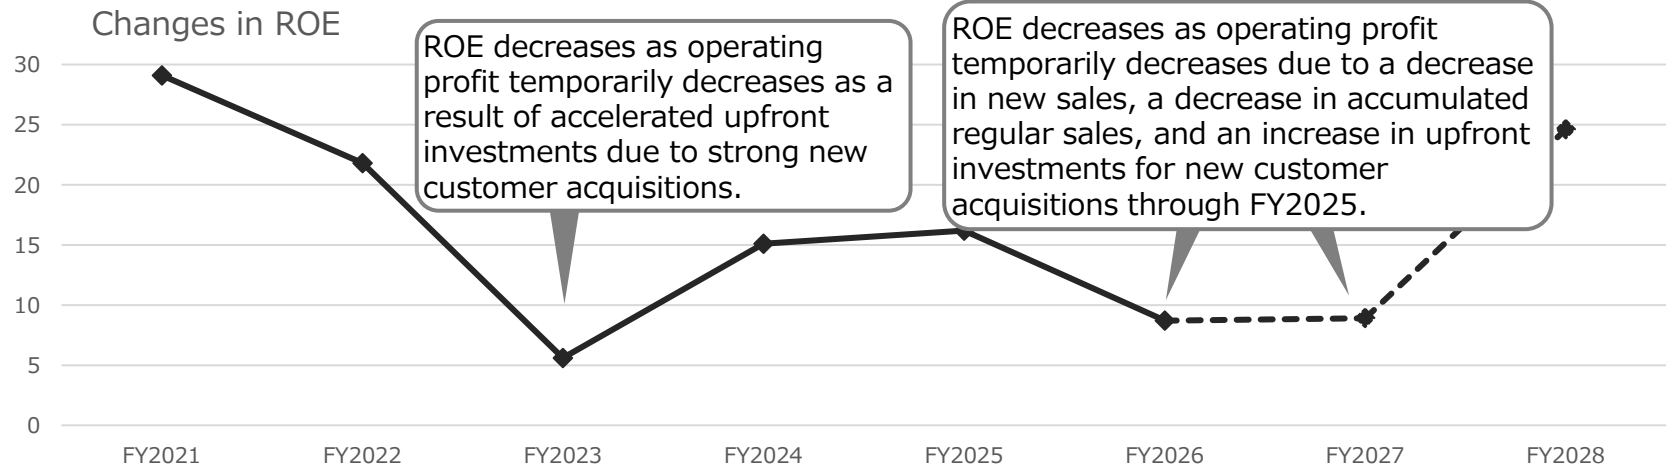 Changes in ROE
ROE decreases as operating
profit temporarily decreases as a
result of accelerated upfront
investments due to strong new
customer acquisitions.
ROE decreases as operating profit
temporarily decreases due to a decrease
in new sales, a decrease in accumulated
regular sales, and an increase in upfront
investments for new customer
acquisitions through FY2025.
30
25
20
15
10
5
0
FY2021 FY2022 FY2023 FY2024 FY2025 FY2026 FY2027 FY2028